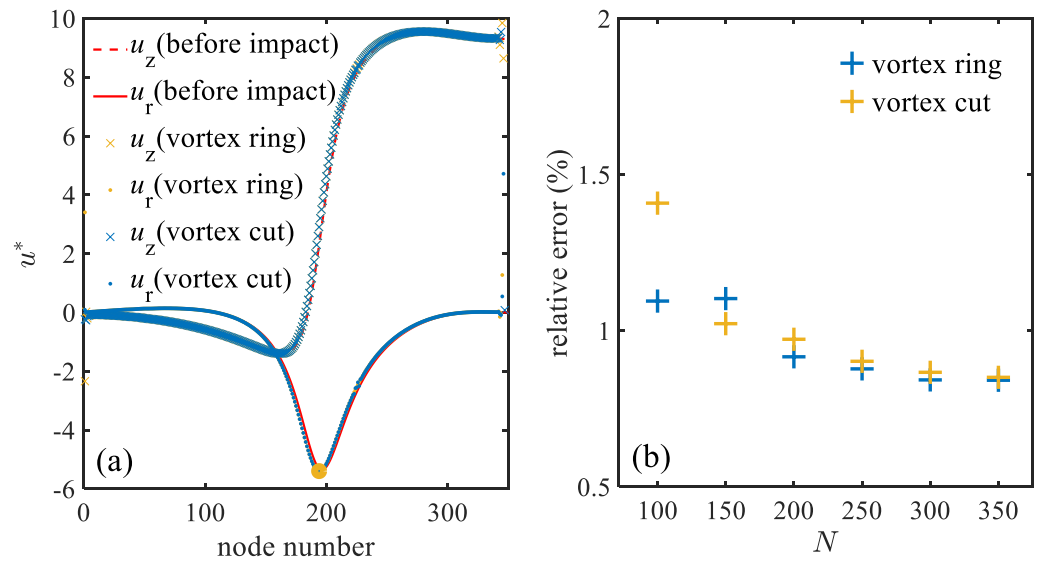 10
8
6
4
2
0
-2
-4
-6
u*
u_z(before impact)
u_r(before impact)
u_z(vortex ring)
u_r(vortex ring)
u_z(vortex cut)
u_r(vortex cut)
(a)
0 100 200 300
node number
2
1.5
1
0.5
relative error (%)
vortex ring
vortex cut
(b)
100 150 200 250 300 350
N